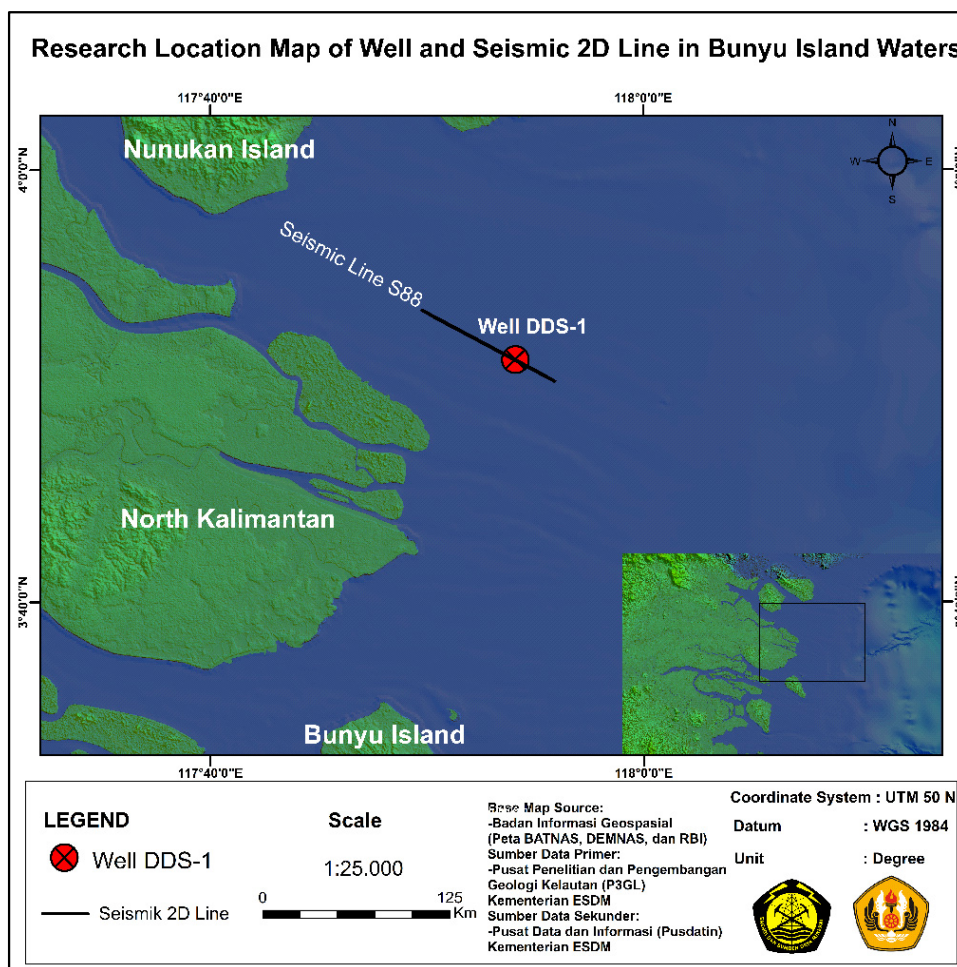 Research Location Map of Well and Seismic 2D Line in Bunyu Island Waters
117°40'0"E
118°0'0"E
N
W
E
S
Nunukan Island
4°0'0"N
Seismic Line S88
Well DDS-1
North Kalimantan
3°40'0"N
Bunyu Island
117°40'0"E
118°0'0"E
LEGEND
Well DDS-1
Seismik 2D Line
Scale
1:25.000
0
125
Km
Base Map Source:
-Badan Informasi Geospasial
(Peta BATNAS, DEMNAS, dan RBI)
Sumber Data Primer:
-Pusat Penelitian dan Pengembangan
Geologi Kelautan (P3GL)
Kementerian ESDM
Sumber Data Sekunder:
-Pusat Data dan Informasi (Pusdatin)
Kementerian ESDM
Coordinate System : UTM 50 N
Datum : WGS 1984
Unit : Degree